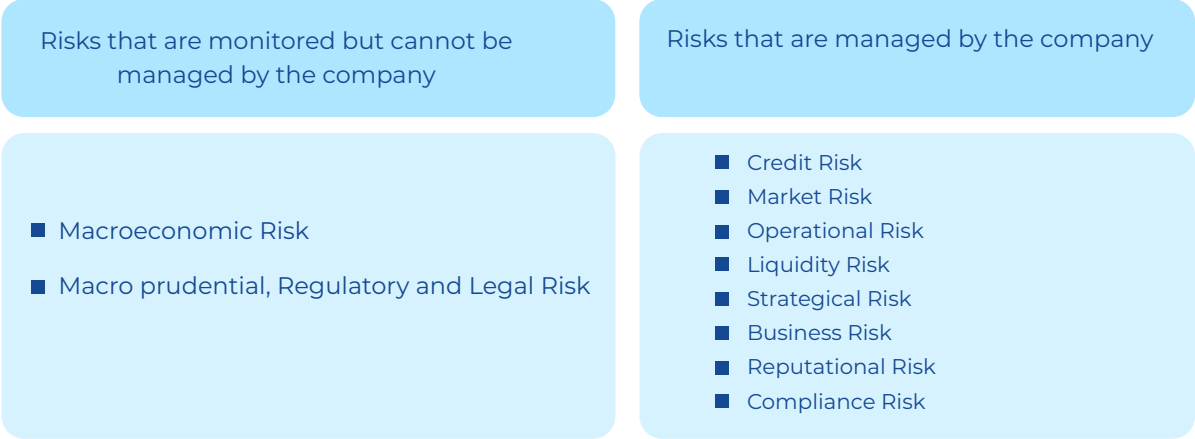 Risks that are monitored but cannot be
managed by the company
Macroeconomic Risk
Macro prudential, Regulatory and Legal Risk
Risks that are managed by the company
Credit Risk
Market Risk
Operational Risk
Liquidity Risk
Strategical Risk
Business Risk
Reputational Risk
Compliance Risk